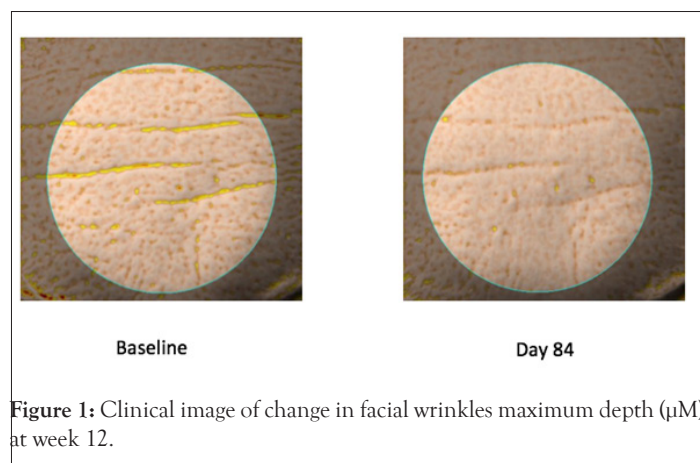 Baseline
Day 84
Figure 1: Clinical image of change in facial wrinkles maximum depth (μM)
at week 12.